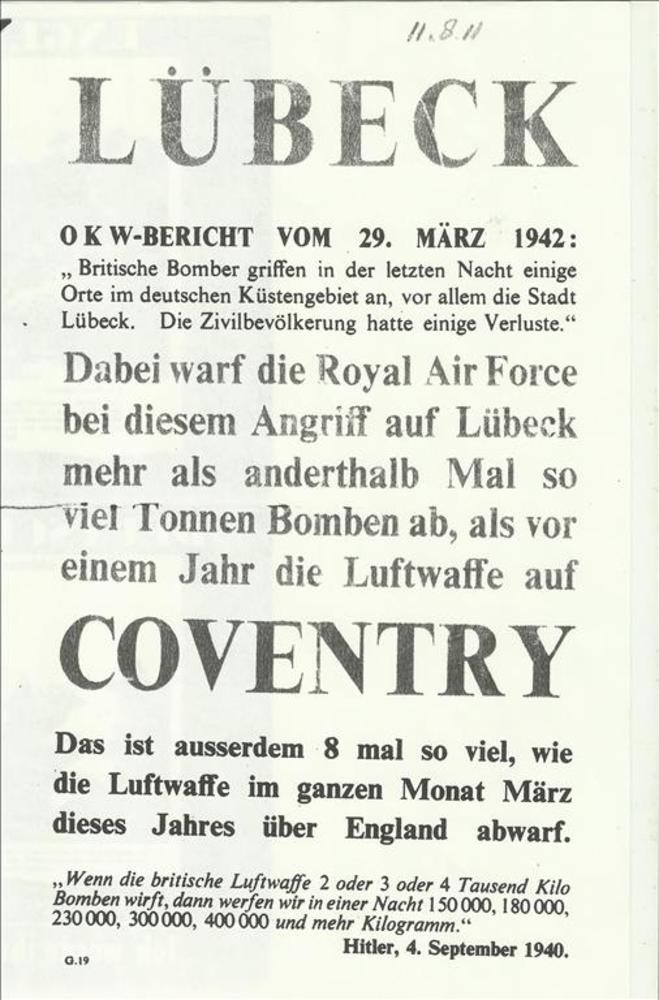 11.8.11
LÜBECK
OKW-BERICHT VOM 29. MÄRZ 1942:
„Britische Bomber griffen in der letzten Nacht einige
Orte im deutschen Küstengebiet an, vor allem die Stadt
Lübeck. Die Zivilbevölkerung hatte einige Verluste.“
Dabei warf die Royal Air Force
bei diesem Angriff auf Lübeck
mehr als anderthalb Mal so
viel Tonnen Bomben ab, als vor
einem Jahr die Luftwaffe auf
COVENTRY
Das ist ausserdem 8 mal so viel, wie
die Luftwaffe im ganzen Monat März
dieses Jahres über England abwarf.
„Wenn die britische Luftwaffe 2 oder 3 oder 4 Tausend Kilo
Bomben wirft, dann werfen wir in einer Nacht 150 000, 180 000,
230 000, 300 000, 400 000 und mehr Kilogramm.“
Hitler, 4. September 1940.
G.19